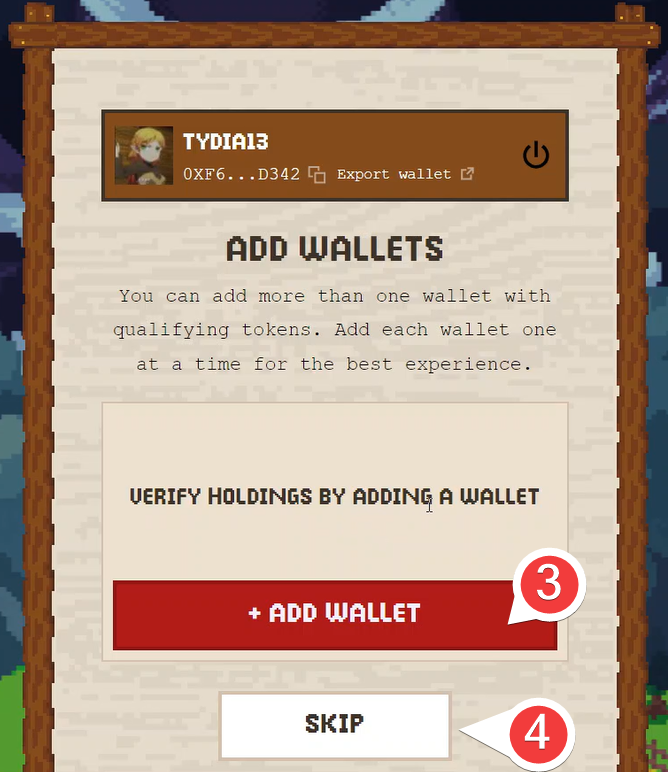 TYDIA13
0XF6...D342 Export wallet
ADD WALLETS
You can add more than one wallet with
qualifying tokens. Add each wallet one
at a time for the best experience.
VERIFY HOLDINGS BY ADDING A WALLET
+ ADD WALLET
3
SKIP
4